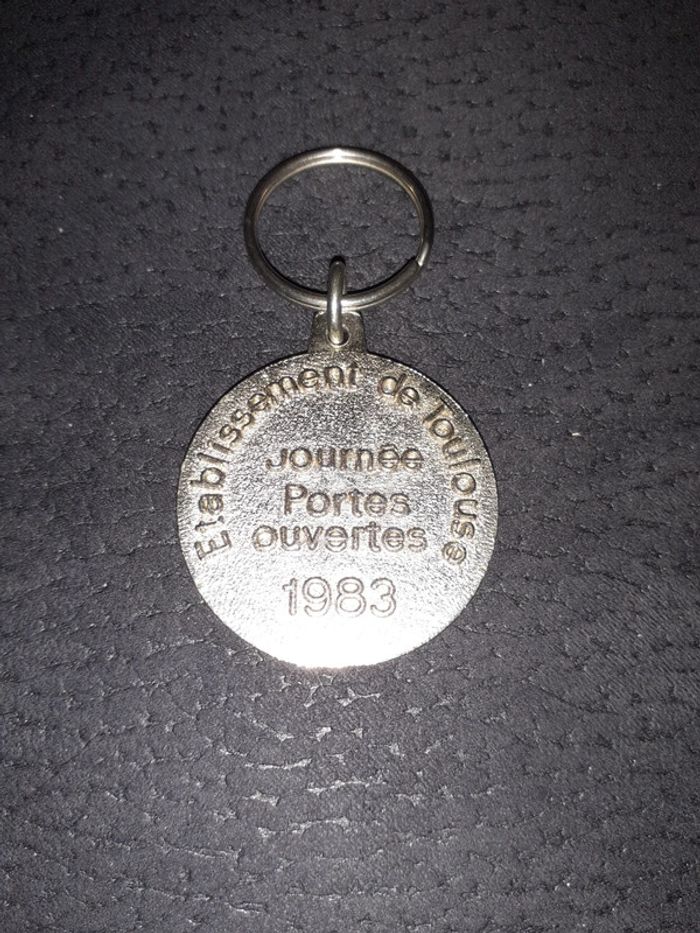 Etablissement de Toulouse
Journée
Portes
ouvertes
1983